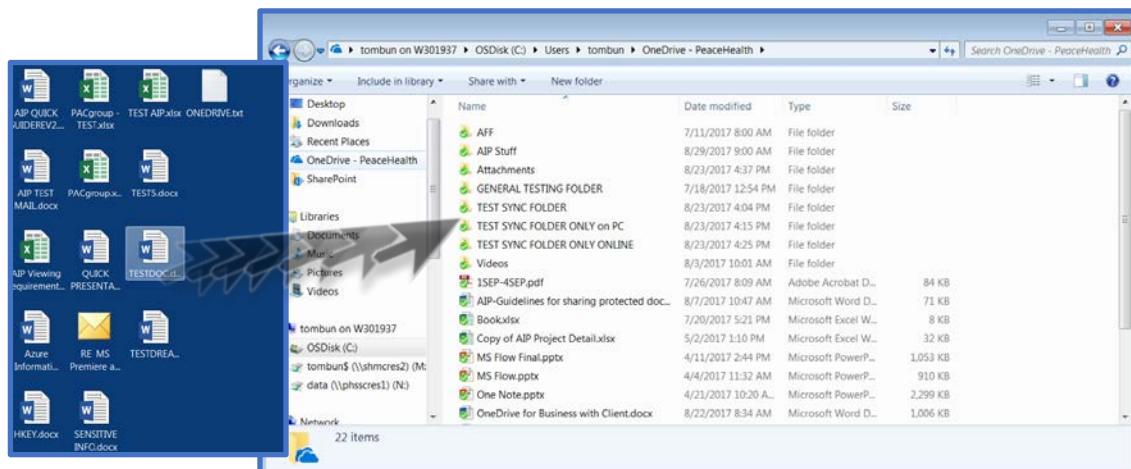 tombun on W301937 ▸ OSDisk (C:) ▸ Users ▸ tombun ▸ OneDrive - PeaceHealth ▸
Search OneDrive - PeaceHealth
rganize
Include in library
Share with
New folder
AIP QUICK
UIDEREV2...
PACgroup -
TEST.xlsx
TEST AIP.xlsx
ONEDRIVE.txt
AIP TEST
MAIL.docx
PACgroup.x...
TEST5.docx
AIP Viewing
equirement...
QUICK
PRESENTA...
TESTDOC.d...
Azure
Informati...
RE MS
Premiere a...
TESTDREA...
HKEY.docx
SENSITIVE
INFO.docx
Desktop
Downloads
Recent Places
OneDrive - PeaceHealth
SharePoint
Libraries
Documents
Music
Pictures
Videos
tombun on W301937
OSDisk (C:)
tombun$ (\\shmcres2) (M:
data (\\phsscres1) (N:)
Network
Name Date modified Type Size
AFF 7/11/2017 8:00 AM File folder
AIP Stuff 8/29/2017 9:00 AM File folder
Attachments 8/23/2017 4:37 PM File folder
GENERAL TESTING FOLDER 7/18/2017 12:54 PM File folder
TEST SYNC FOLDER 8/23/2017 4:04 PM File folder
TEST SYNC FOLDER ONLY on PC 8/23/2017 4:15 PM File folder
TEST SYNC FOLDER ONLY ONLINE 8/23/2017 4:25 PM File folder
Videos 8/3/2017 10:01 AM File folder
1SEP-4SEP.pdf 7/26/2017 8:09 AM Adobe Acrobat D... 84 KB
AIP-Guidelines for sharing protected doc... 8/7/2017 10:47 AM Microsoft Word D... 71 KB
Book.xlsx 7/20/2017 5:21 PM Microsoft Excel W... 8 KB
Copy of AIP Project Detail.xlsx 5/2/2017 1:10 PM Microsoft Excel W... 32 KB
MS Flow Final.pptx 4/11/2017 2:44 PM Microsoft PowerP... 1,053 KB
MS Flow.pptx 4/4/2017 11:32 AM Microsoft PowerP... 910 KB
One Note.pptx 4/21/2017 10:20 A... Microsoft PowerP... 2,299 KB
OneDrive for Business with Client.docx 8/22/2017 8:34 AM Microsoft Word D... 1,006 KB
22 items